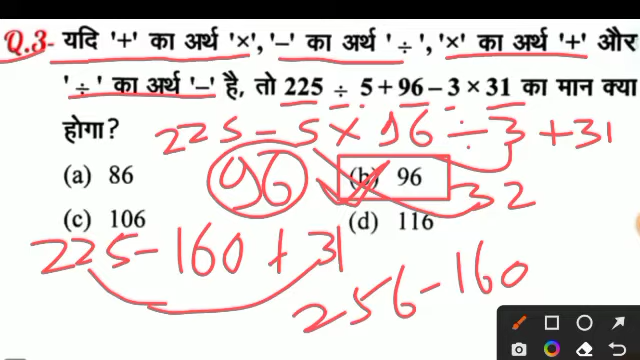 Q.3- यदि '+' का अर्थ '×', '–' का अर्थ '÷', '×' का अर्थ '+' और
'÷' का अर्थ '–' है, तो 225 ÷ 5 + 96 – 3 × 31 का मान क्या
होगा?
225 - 5 × 96 ÷ 3 + 31
(a) 86
96
(b) 96
32
(c) 106
(d) 116
225 - 160 + 31
256 - 160